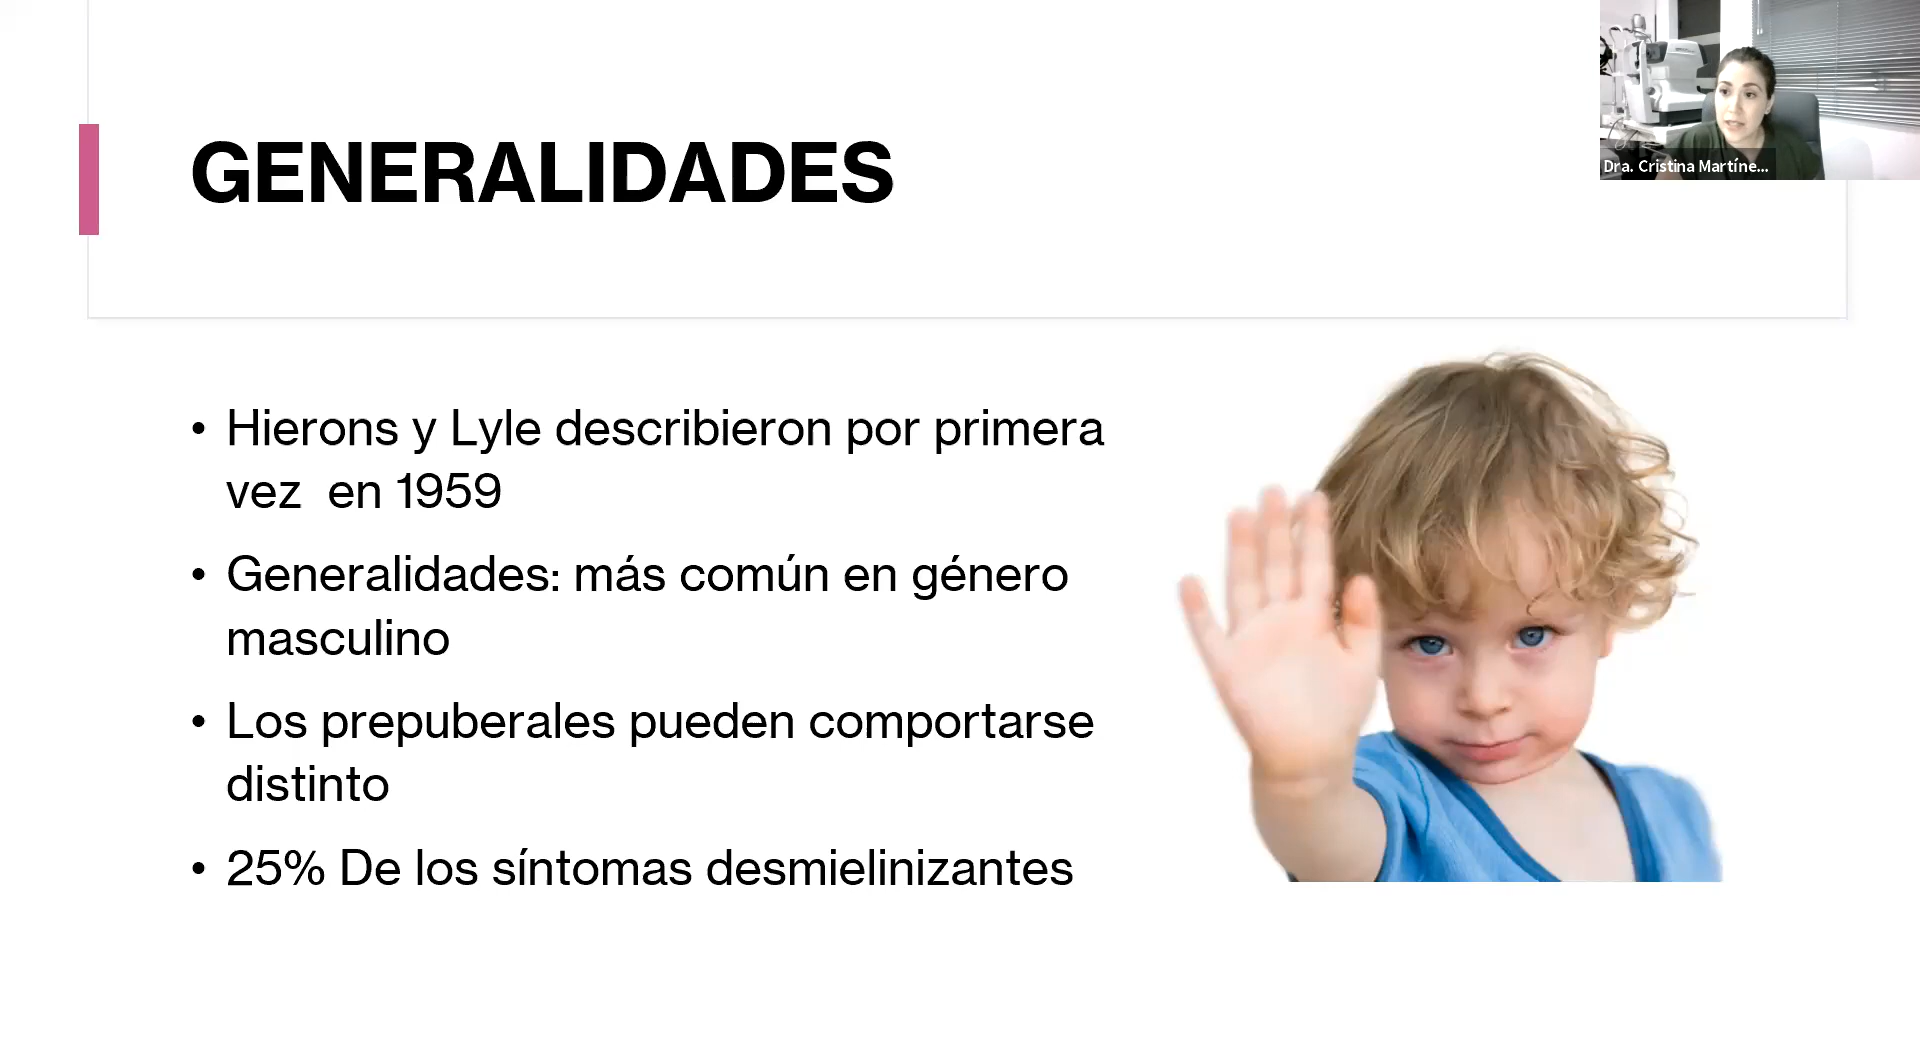 GENERALIDADES
Dra. Cristina Martíne...
• Hierons y Lyle describieron por primera
vez  en 1959
• Generalidades: más común en género
masculino
• Los prepuberales pueden comportarse
distinto
• 25% De los síntomas desmielinizantes